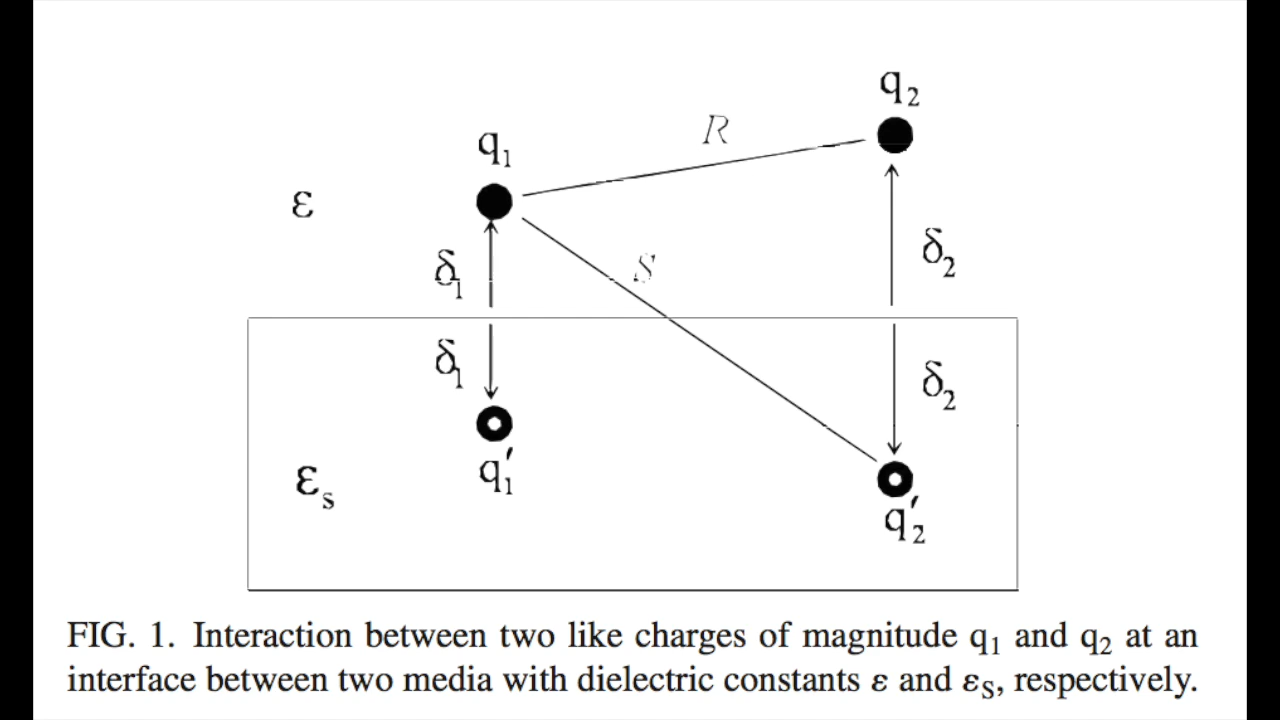 q₂
R
q₁
ε
δ₁
S
δ₂
δ₁
δ₂
q₁′
εₛ
q₂′
FIG. 1. Interaction between two like charges of magnitude q₁ and q₂ at an
interface between two media with dielectric constants ε and εS, respectively.